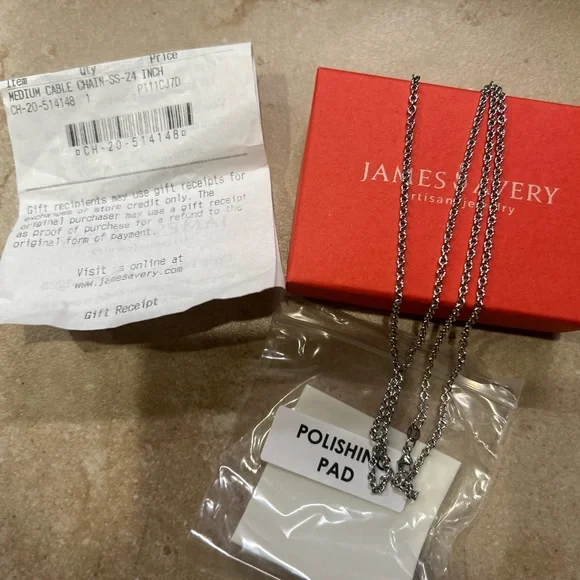 Item Qty Price
MEDIUM CABLE CHAIN-SS-24 INCH
CH-20-514148 1 P111CJ7D
¤CH-20-514148¤
Gift recipients may use gift receipts for
exchanges or store credit only. The
original purchaser may use a gift receipt
as proof of purchase for a refund to the
original form of payment.
Visit us online at
www.jamesavery.com
Gift Receipt
JAMES AVERY
artisan jewelry
POLISHING
PAD